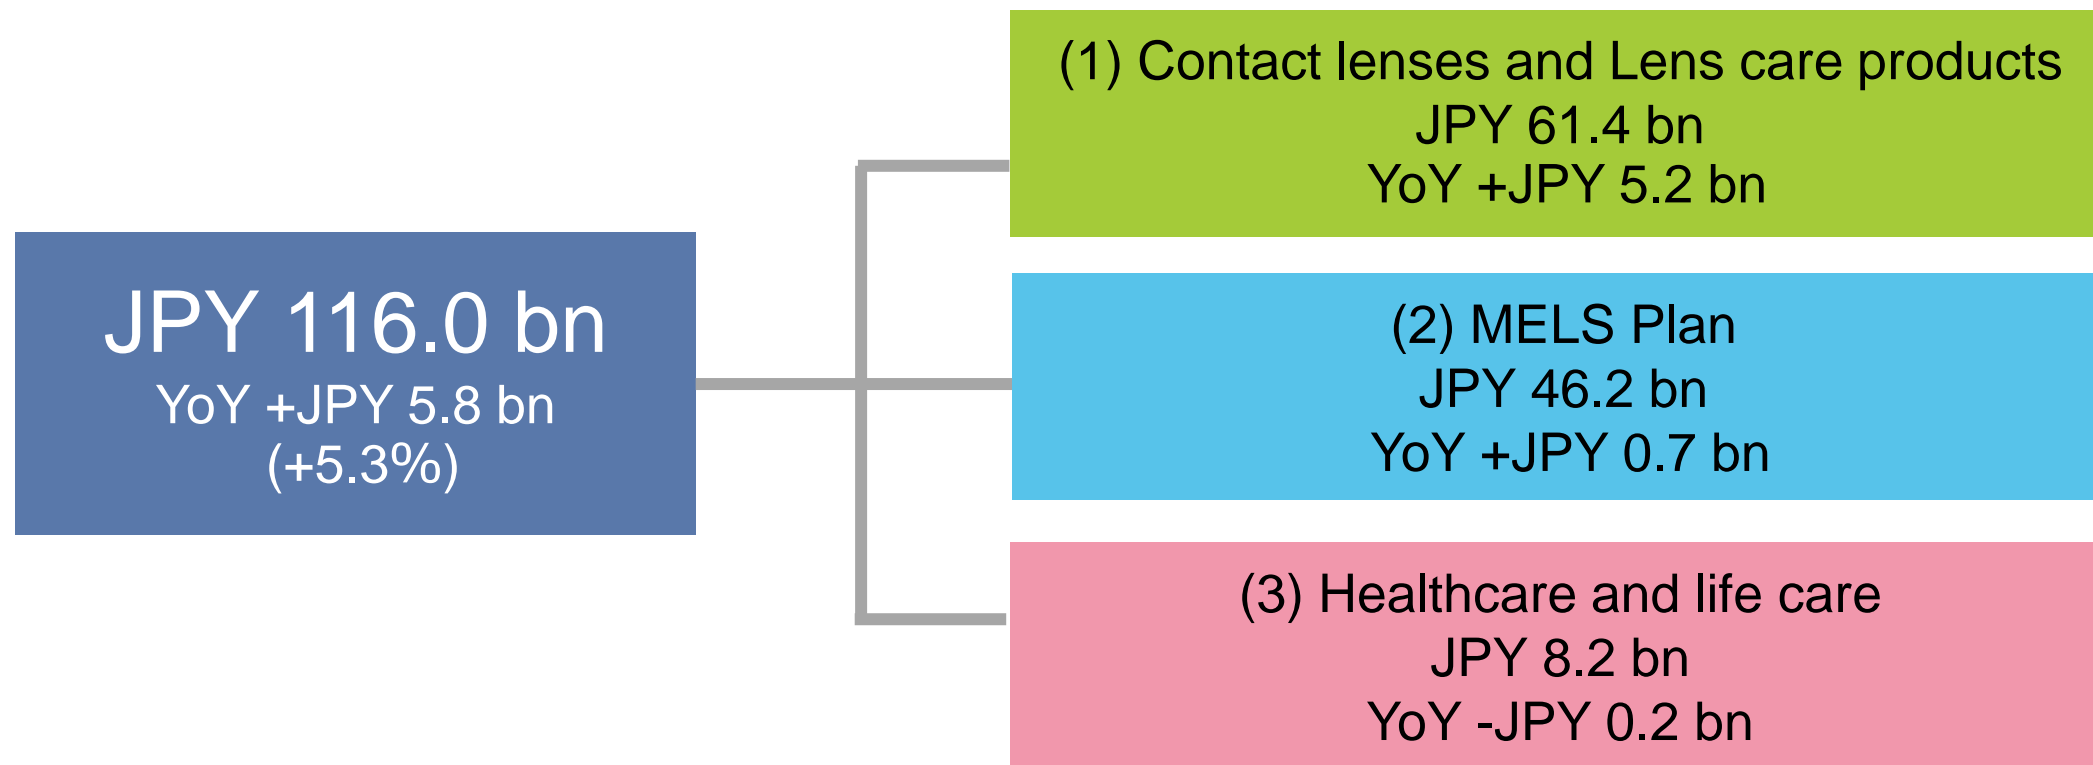 JPY 116.0 bn
YoY +JPY 5.8 bn
(+5.3%)
(1) Contact lenses and Lens care products
JPY 61.4 bn
YoY +JPY 5.2 bn
(2) MELS Plan
JPY 46.2 bn
YoY +JPY 0.7 bn
(3) Healthcare and life care
JPY 8.2 bn
YoY -JPY 0.2 bn